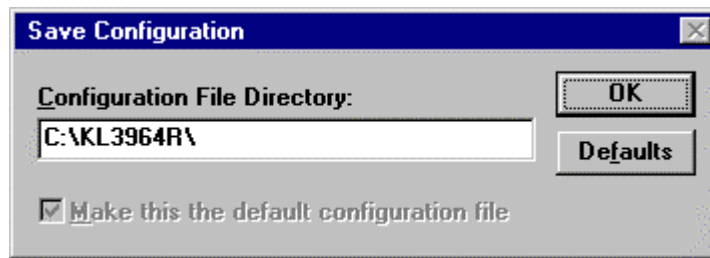 Save Configuration
Configuration File Directory:
OK
C:\KL3964R\
Defaults
Make this the default configuration file